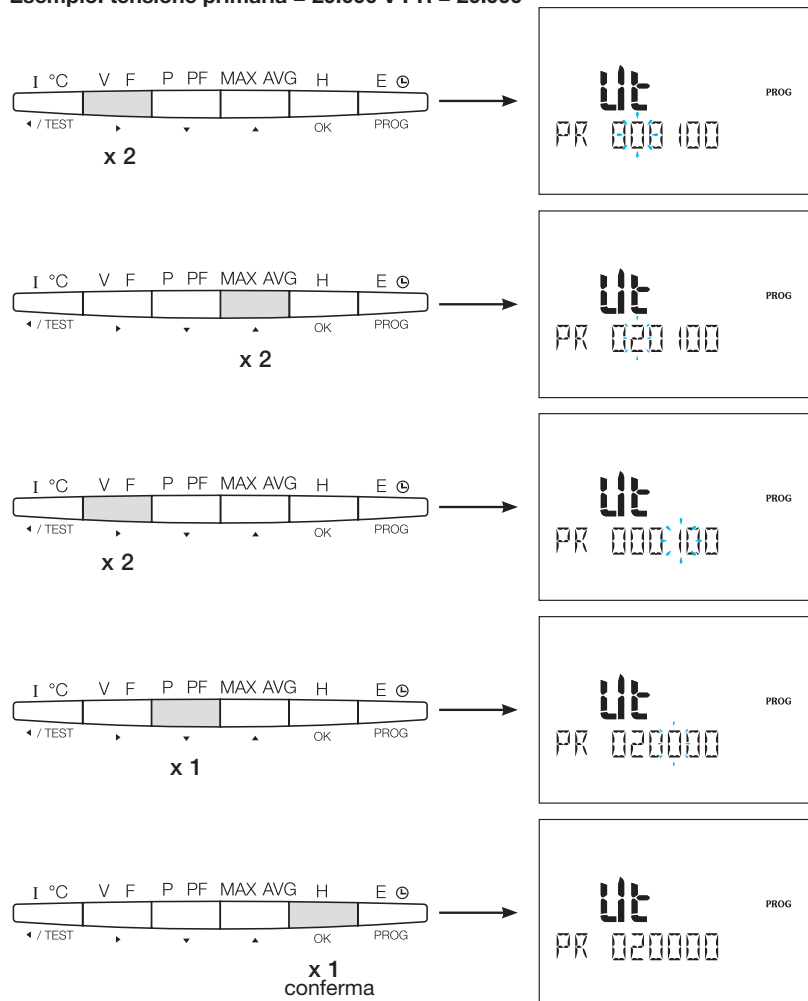 Esempio: tensione primaria = 20.000 V PR = 20.000
I °C V F P PF MAX AVG H E
/ TEST OK PROG
x 2
Ut PROG
PR 000100
I °C V F P PF MAX AVG H E
/ TEST OK PROG
x 2
Ut PROG
PR 020100
I °C V F P PF MAX AVG H E
/ TEST OK PROG
x 2
Ut PROG
PR 000100
I °C V F P PF MAX AVG H E
/ TEST OK PROG
x 1
Ut PROG
PR 020000
I °C V F P PF MAX AVG H E
/ TEST OK PROG
x 1
conferma
Ut PROG
PR 020000